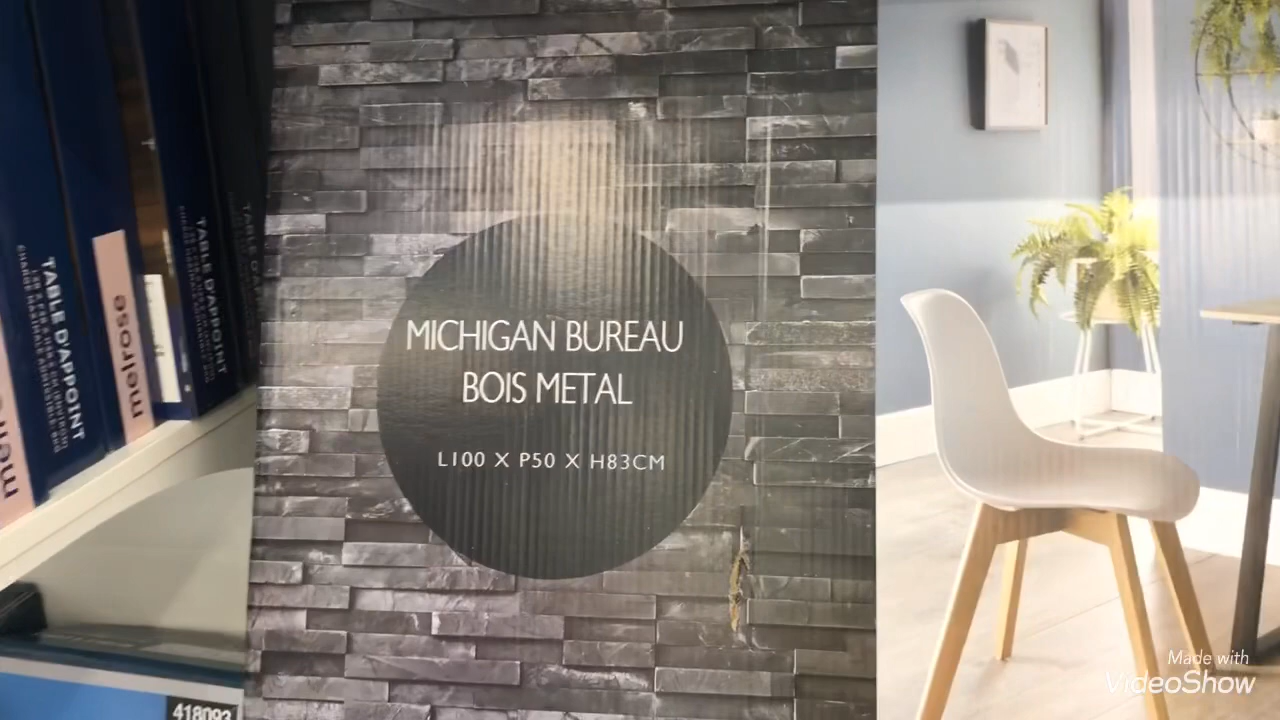 TABLE D'APPOINT
melrose
TABLE D'APPOINT
MICHIGAN BUREAU
BOIS METAL
L100 X P50 X H83CM
418093
Made with
VideoShow